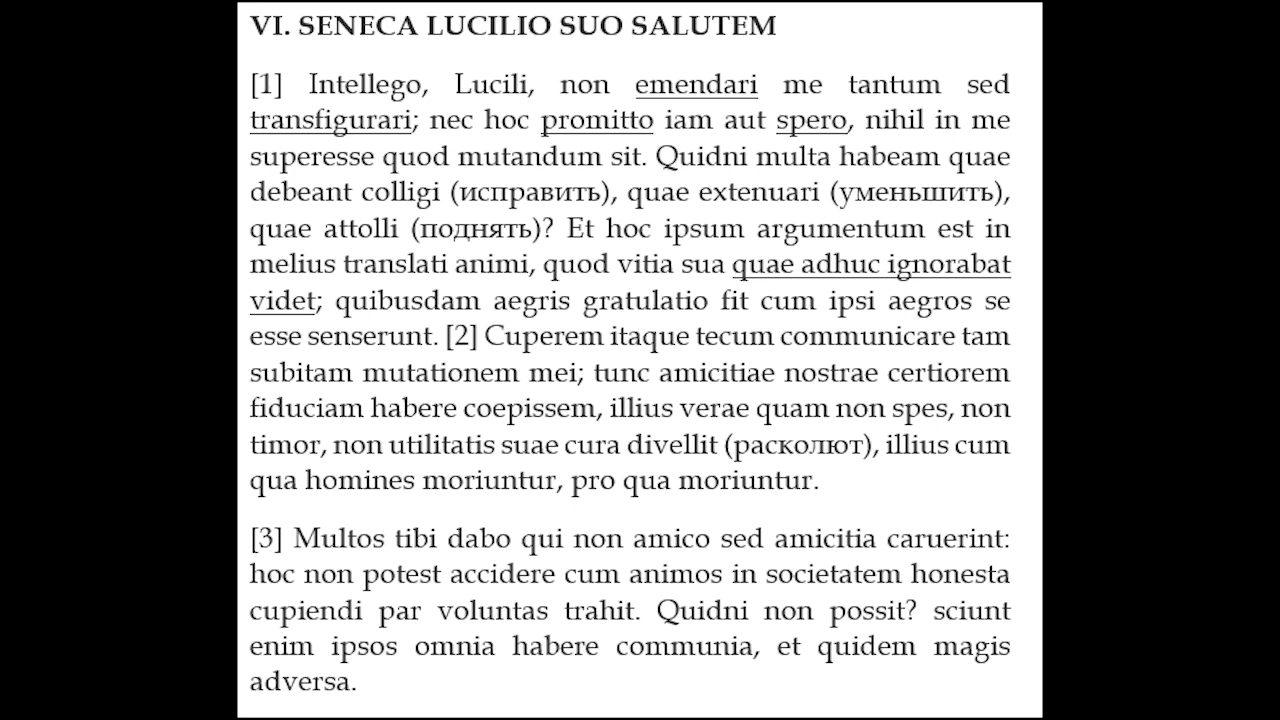 VI. SENECA LUCILIO SUO SALUTEM
[1] Intellego, Lucili, non emendari me tantum sed
transfigurari; nec hoc promitto iam aut spero, nihil in me
superesse quod mutandum sit. Quidni multa habeam quae
debeant colligi (исправить), quae extenuari (уменьшить),
quae attolli (поднять)? Et hoc ipsum argumentum est in
melius translati animi, quod vitia sua quae adhuc ignorabat
videt; quibusdam aegris gratulatio fit cum ipsi aegros se
esse senserunt. [2] Cuperem itaque tecum communicare tam
subitam mutationem mei; tunc amicitiae nostrae certiorem
fiduciam habere coepissem, illius verae quam non spes, non
timor, non utilitatis suae cura divellit (расколют), illius cum
qua homines moriuntur, pro qua moriuntur.
[3] Multos tibi dabo qui non amico sed amicitia caruerint:
hoc non potest accidere cum animos in societatem honesta
cupiendi par voluntas trahit. Quidni non possit? sciunt
enim ipsos omnia habere communia, et quidem magis
adversa.